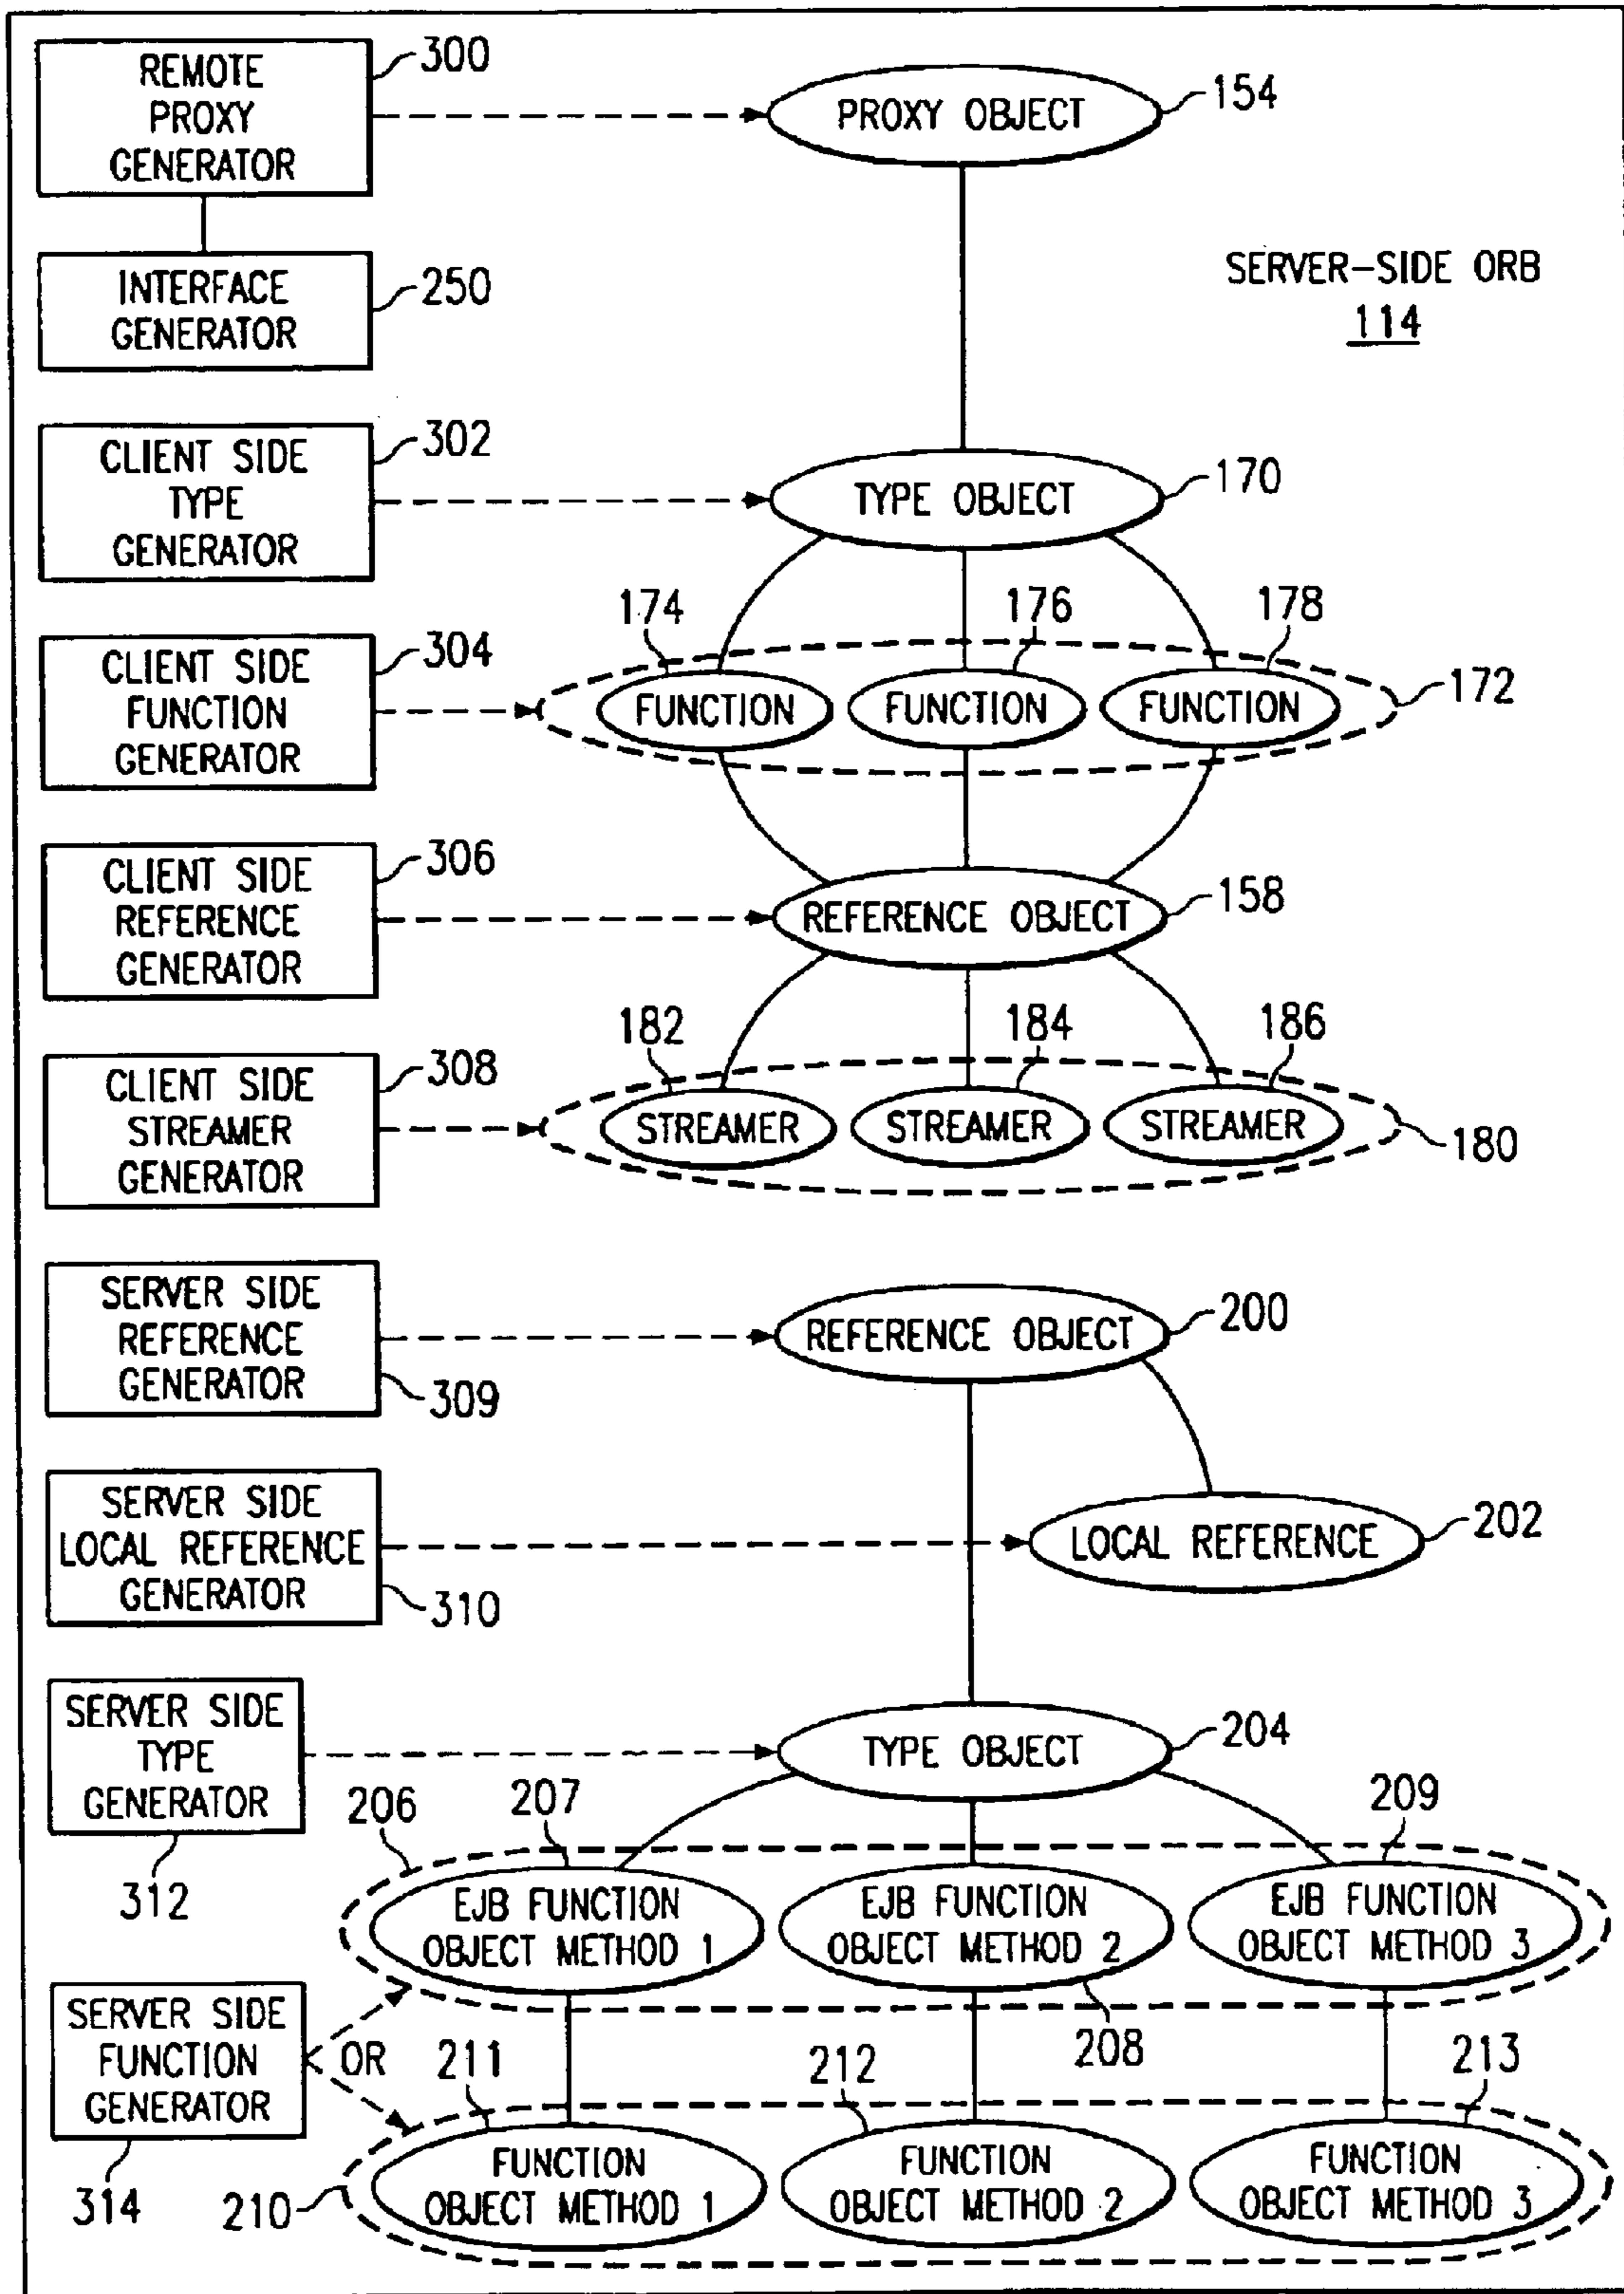 REMOTE
PROXY
GENERATOR
300
PROXY OBJECT
154
INTERFACE
GENERATOR
250
SERVER-SIDE ORB
114
CLIENT SIDE
TYPE
GENERATOR
302
TYPE OBJECT
170
174
176
178
CLIENT SIDE
FUNCTION
GENERATOR
304
FUNCTION
FUNCTION
FUNCTION
172
CLIENT SIDE
REFERENCE
GENERATOR
306
REFERENCE OBJECT
158
182
184
186
CLIENT SIDE
STREAMER
GENERATOR
308
STREAMER
STREAMER
STREAMER
180
SERVER SIDE
REFERENCE
GENERATOR
309
REFERENCE OBJECT
200
SERVER SIDE
LOCAL REFERENCE
GENERATOR
310
LOCAL REFERENCE
202
SERVER SIDE
TYPE
GENERATOR
312
TYPE OBJECT
204
206
207
209
EJB FUNCTION
OBJECT METHOD 1
EJB FUNCTION
OBJECT METHOD 2
EJB FUNCTION
OBJECT METHOD 3
208
SERVER SIDE
FUNCTION
GENERATOR
314
OR
211
212
213
210
FUNCTION
OBJECT METHOD 1
FUNCTION
OBJECT METHOD 2
FUNCTION
OBJECT METHOD 3